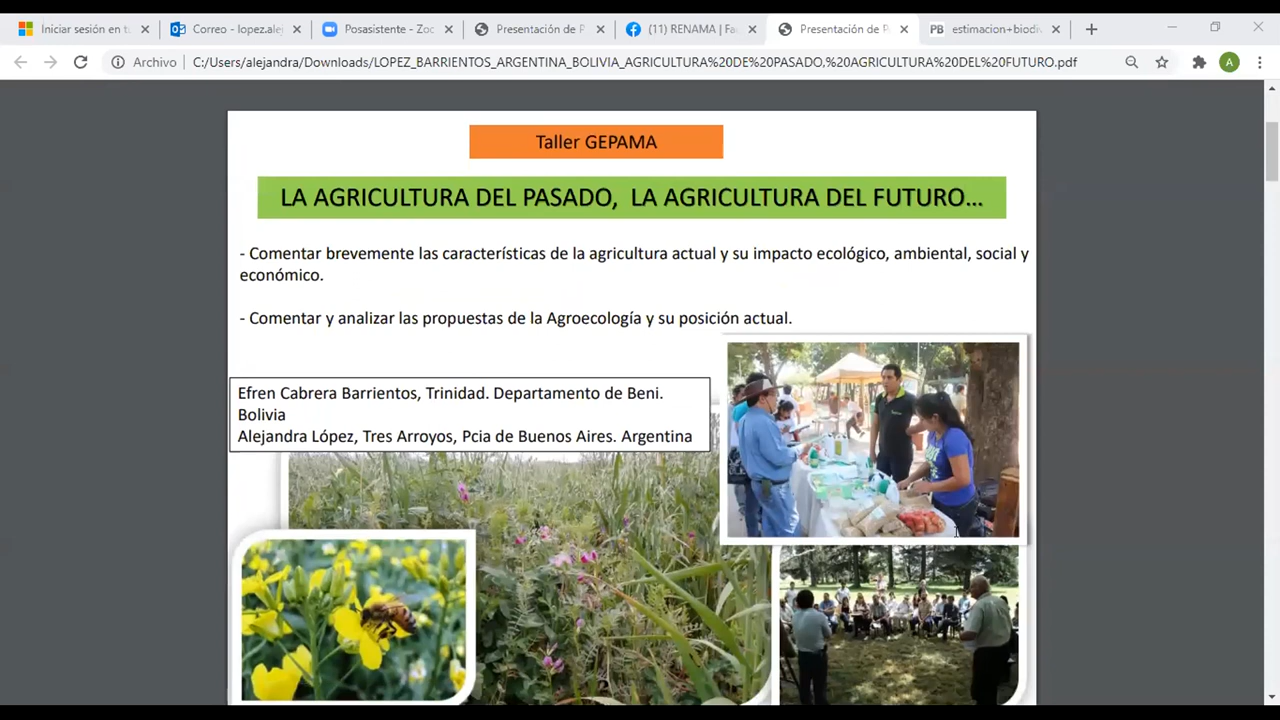 Iniciar sesión en tu
Correo - lopez.ale
Posasistente - Zoo
Presentación de P
(11) RENAMA | Fa
Presentación de P
estimacion+biodi
Archivo
C:/Users/alejandra/Downloads/LOPEZ_BARRIENTOS_ARGENTINA_BOLIVIA_AGRICULTURA%20DE%20PASADO,%20AGRICULTURA%20DEL%20FUTURO.pdf
A
Taller GEPAMA
LA AGRICULTURA DEL PASADO, LA AGRICULTURA DEL FUTURO...
- Comentar brevemente las características de la agricultura actual y su impacto ecológico, ambiental, social y
económico.
- Comentar y analizar las propuestas de la Agroecología y su posición actual.
Efren Cabrera Barrientos, Trinidad. Departamento de Beni.
Bolivia
Alejandra López, Tres Arroyos, Pcia de Buenos Aires. Argentina